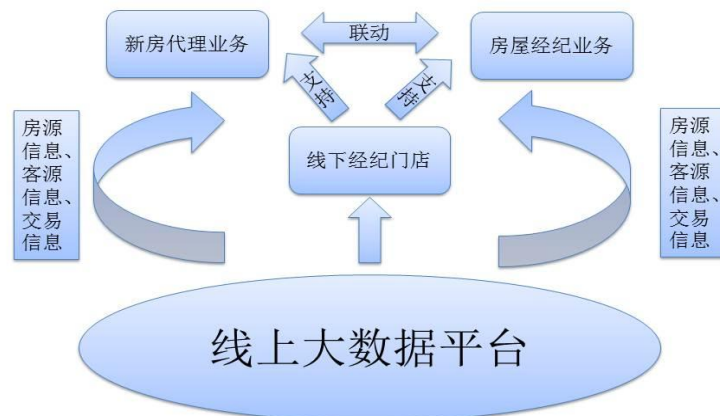 新房代理业务
联动
房屋经纪业务
支持
支持
线下经纪门店
房源
信息、
客源
信息、
交易
信息
房源
信息、
客源
信息、
交易
信息
线上大数据平台